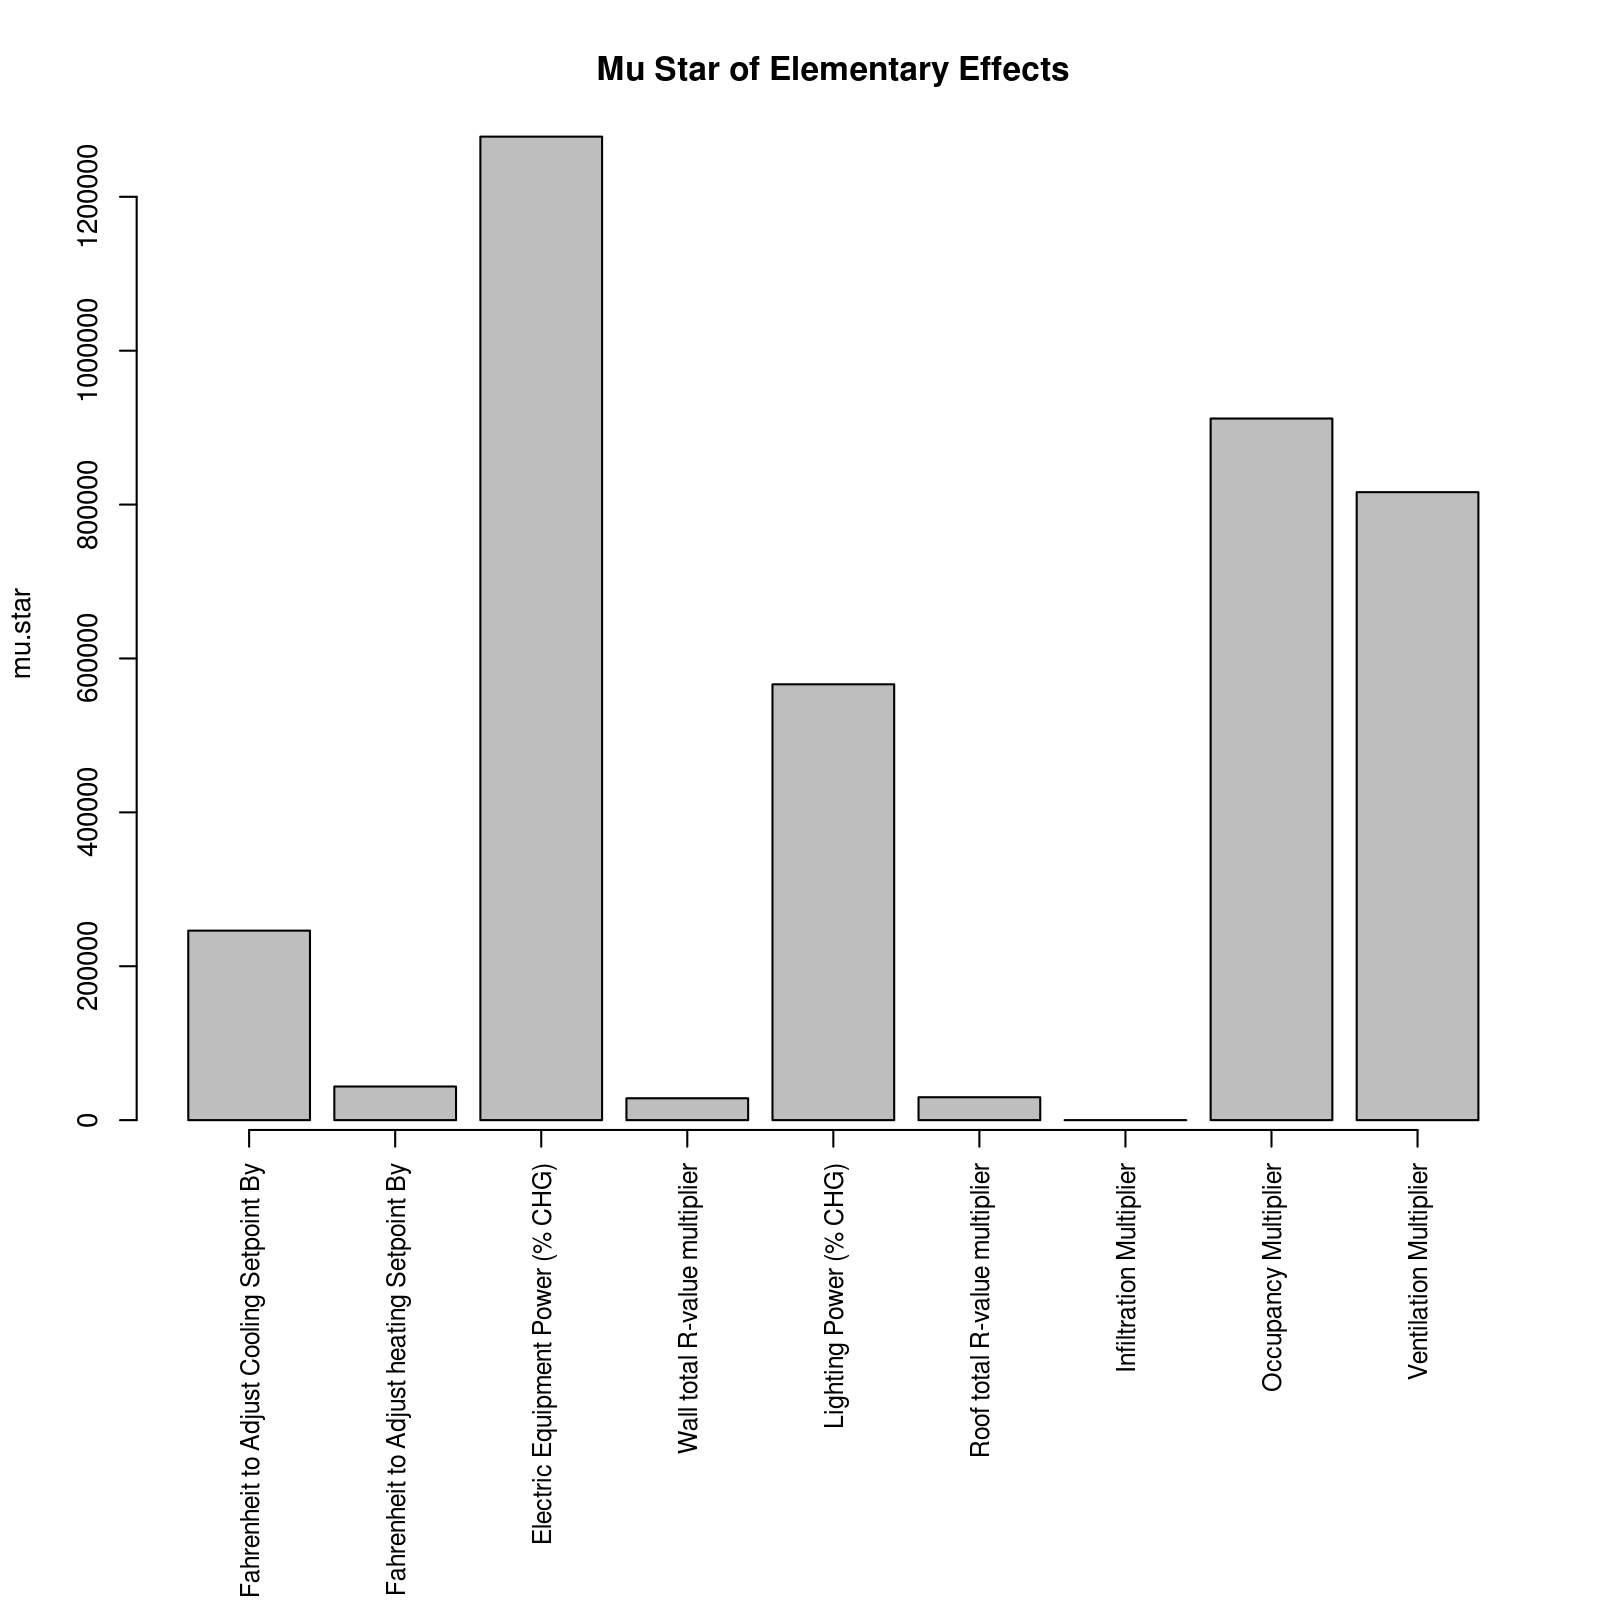 Mu Star of Elementary Effects
mu.star
1200000
1000000
800000
600000
400000
200000
0
Fahrenheit to Adjust Cooling Setpoint By
Fahrenheit to Adjust heating Setpoint By
Electric Equipment Power (% CHG)
Wall total R-value multiplier
Lighting Power (% CHG)
Roof total R-value multiplier
Infiltration Multiplier
Occupancy Multiplier
Ventilation Multiplier